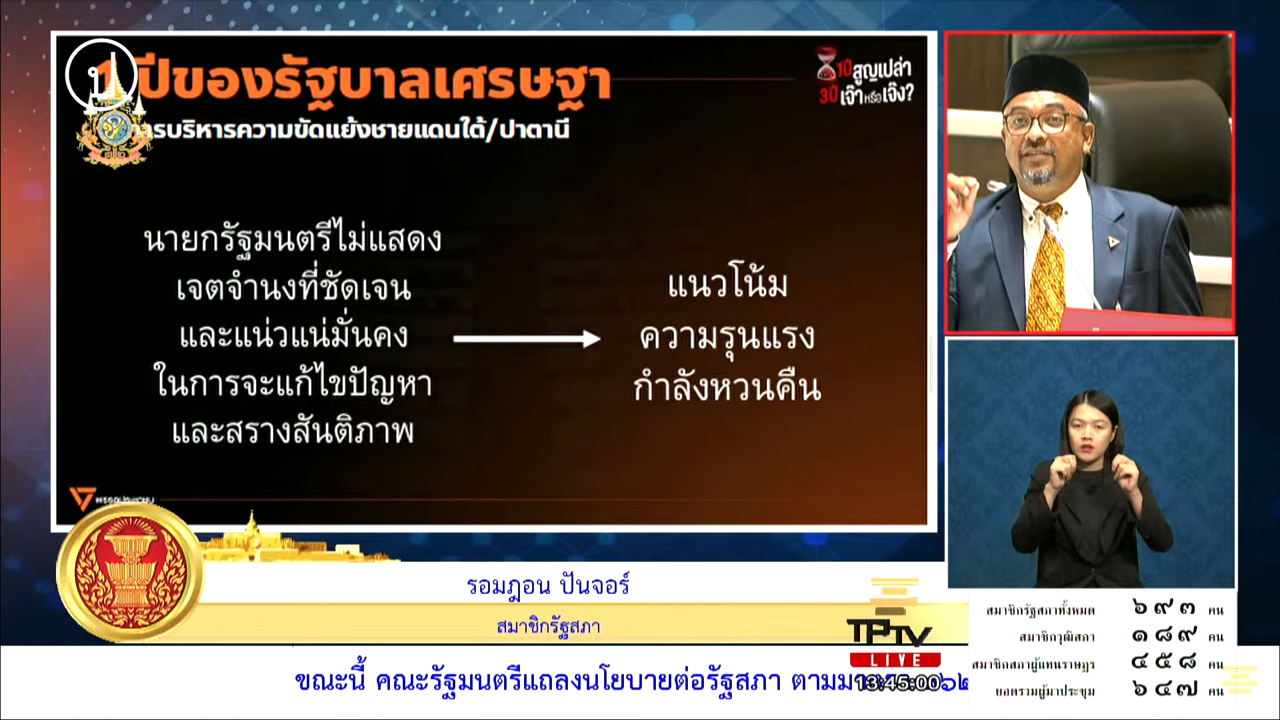 ป
ปีของรัฐบาลเศรษฐา
การบริหารความขัดแย้งชายแดนใต้/ปาตานี
1ปี สูญเปล่า
3ปี เจ๊า หรือ เจ๊ง?
นายกรัฐมนตรีไม่แสดง
เจตจำนงที่ชัดเจน
และแน่วแน่มั่นคง
ในการจะแก้ไขปัญหา
และสรางสันติภาพ
แนวโน้ม
ความรุนแรง
กำลังหวนคืน
พรรคประชาชน
รอมฎอน ปันจอร์
สมาชิกรัฐสภา
TPTV
LIVE
13:45:00
ขณะนี้ คณะรัฐมนตรีแถลงนโยบายต่อรัฐสภา ตามมา
สมาชิกรัฐสภาทั้งหมด ๖๙๓ คน
สมาชิกวุฒิสภา ๑๘๙ คน
สมาชิกสภาผู้แทนราษฎร ๔๕๘ คน
ยอดรวมผู้มาประชุม ๖๔๗ คน